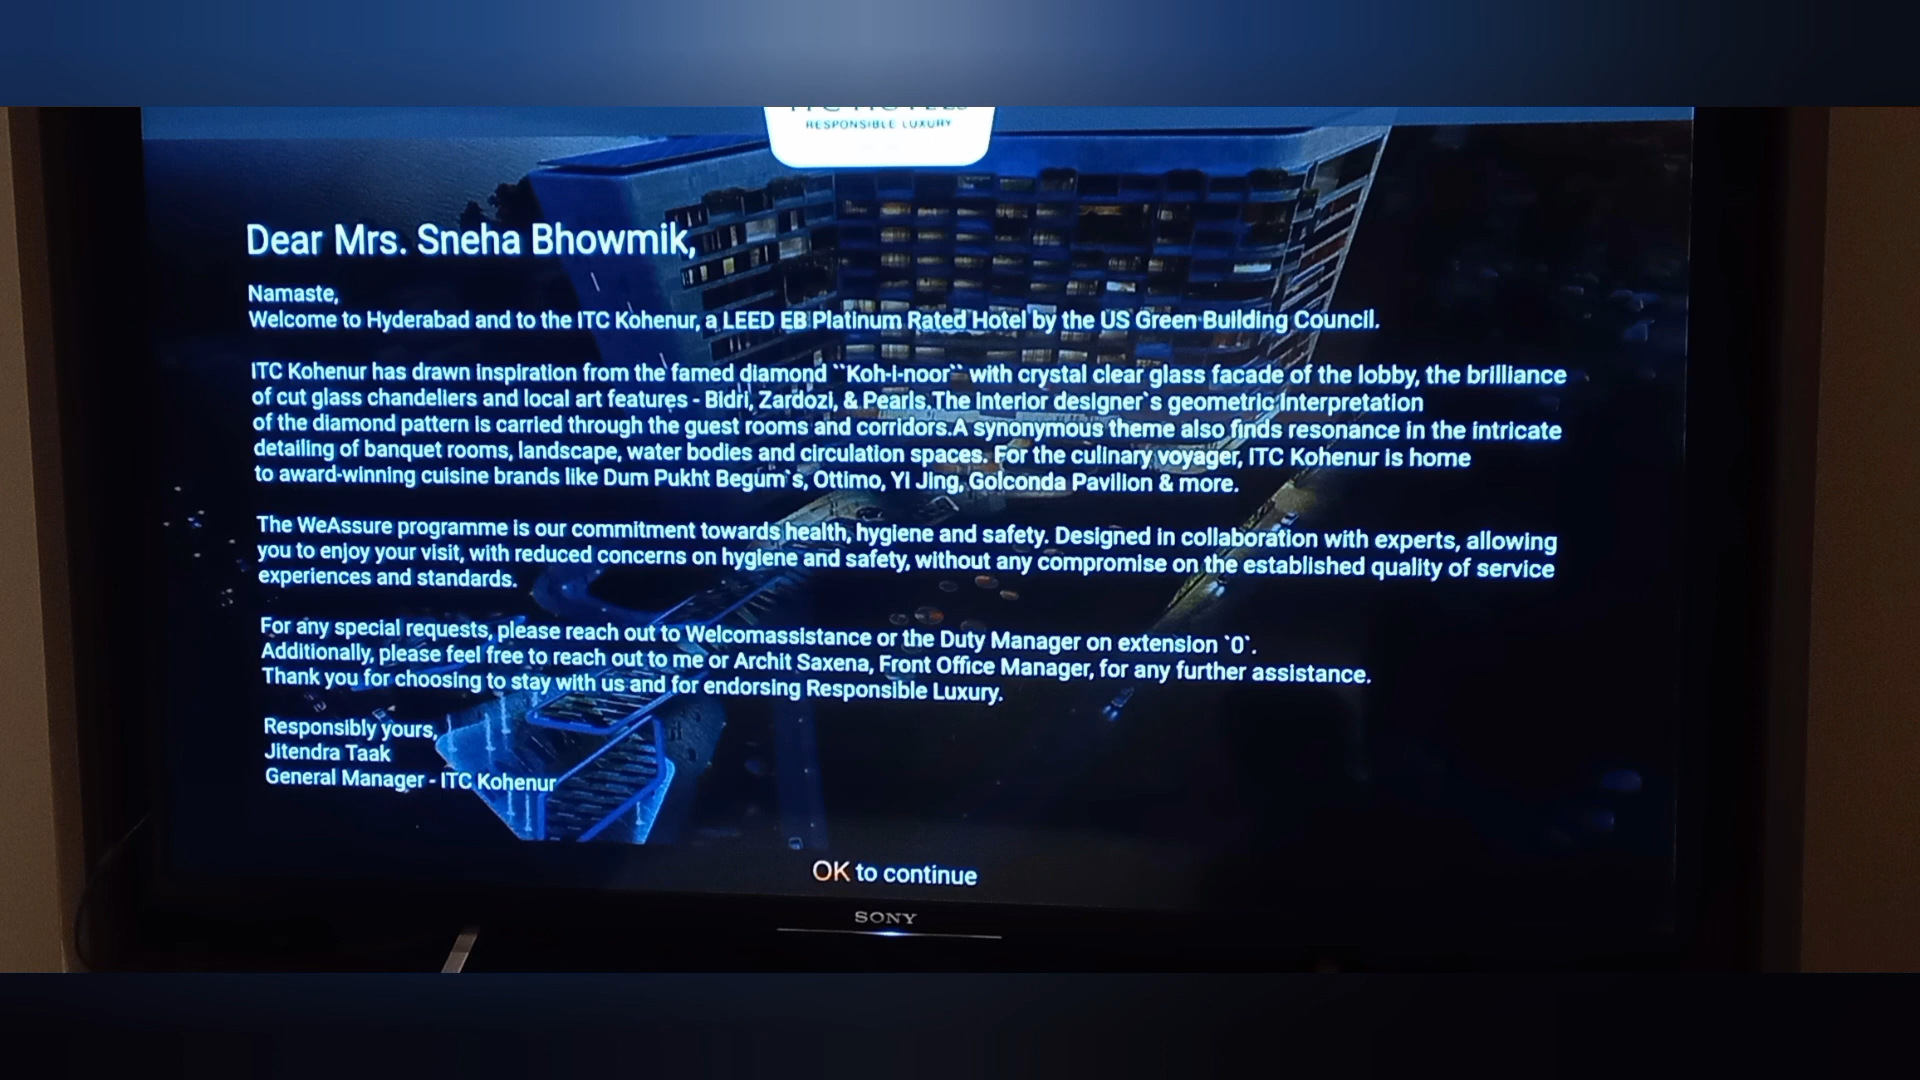 RESPONSIBLE LUXURY
Dear Mrs. Sneha Bhowmik,
Namaste,
Welcome to Hyderabad and to the ITC Kohenur, a LEED EB Platinum Rated Hotel by the US Green Building Council.
ITC Kohenur has drawn inspiration from the famed diamond ``Koh-i-noor`` with crystal clear glass facade of the lobby, the brilliance
of cut glass chandeliers and local art features - Bidri, Zardozi, & Pearls.The interior designer`s geometric interpretation
of the diamond pattern is carried through the guest rooms and corridors.A synonymous theme also finds resonance in the intricate
detailing of banquet rooms, landscape, water bodies and circulation spaces. For the culinary voyager, ITC Kohenur is home
to award-winning cuisine brands like Dum Pukht Begum`s, Ottimo, Yi Jing, Golconda Pavilion & more.
The WeAssure programme is our commitment towards health, hygiene and safety. Designed in collaboration with experts, allowing
you to enjoy your visit, with reduced concerns on hygiene and safety, without any compromise on the established quality of service
experiences and standards.
For any special requests, please reach out to Welcomassistance or the Duty Manager on extension `0`.
Additionally, please feel free to reach out to me or Archit Saxena, Front Office Manager, for any further assistance.
Thank you for choosing to stay with us and for endorsing Responsible Luxury.
Responsibly yours,
Jitendra Taak
General Manager - ITC Kohenur
OK to continue
SONY